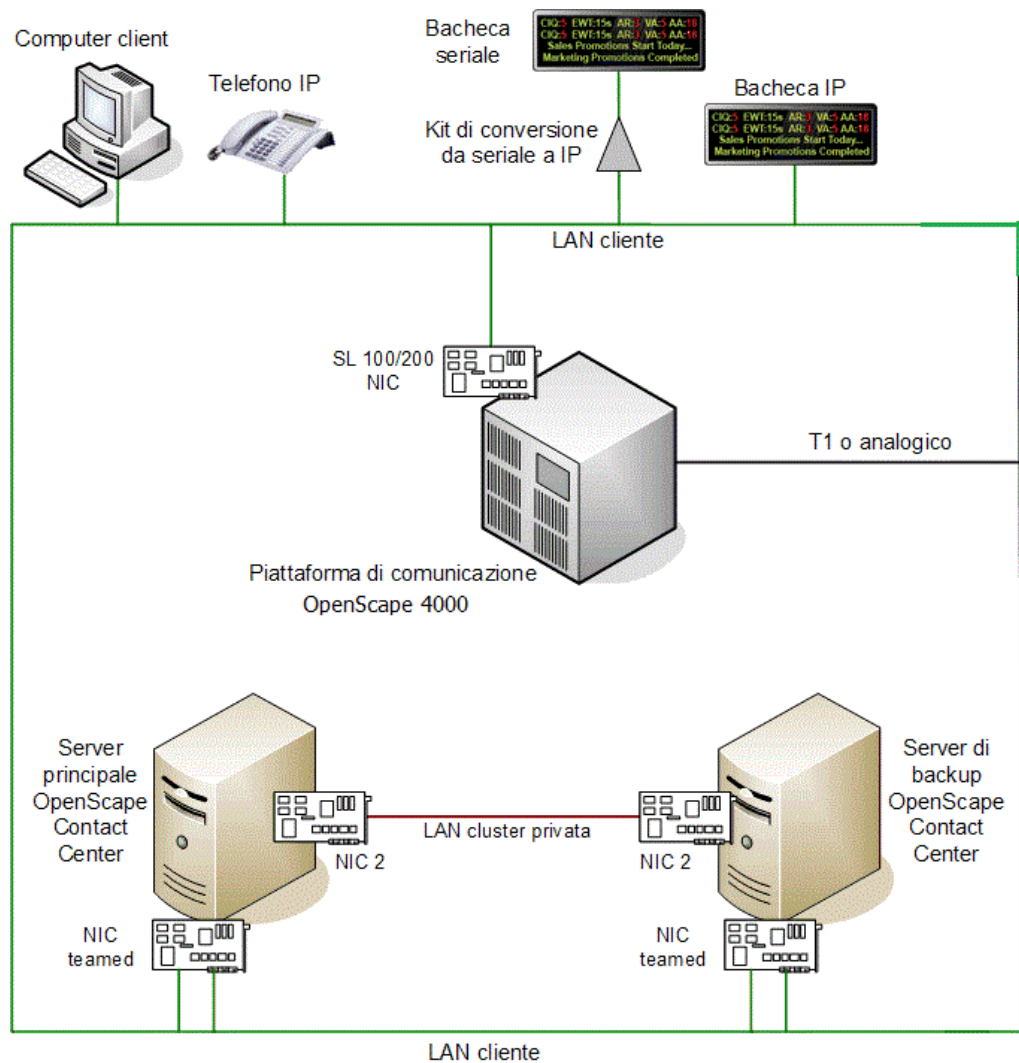 Computer client
Telefono IP
Bacheca
seriale
CIQ:5 EWT:15s AR:3 VA:5 AA:18
CIQ:5 EWT:15s AR:3 VA:5 AA:18
Sales Promotions Start Today...
Marketing Promotions Completed
Bacheca IP
CIQ:5 EWT:15s AR:3 VA:5 AA:18
CIQ:5 EWT:15s AR:3 VA:5 AA:18
Sales Promotions Start Today...
Marketing Promotions Completed
Kit di conversione
da seriale a IP
LAN cliente
SL 100/200
NIC
T1 o analogico
Piattaforma di comunicazione
OpenScape 4000
Server
principale
OpenScape
Contact
Center
NIC 2
LAN cluster privata
NIC 2
Server di
backup
OpenScape
Contact
Center
NIC
teamed
NIC
teamed
LAN cliente